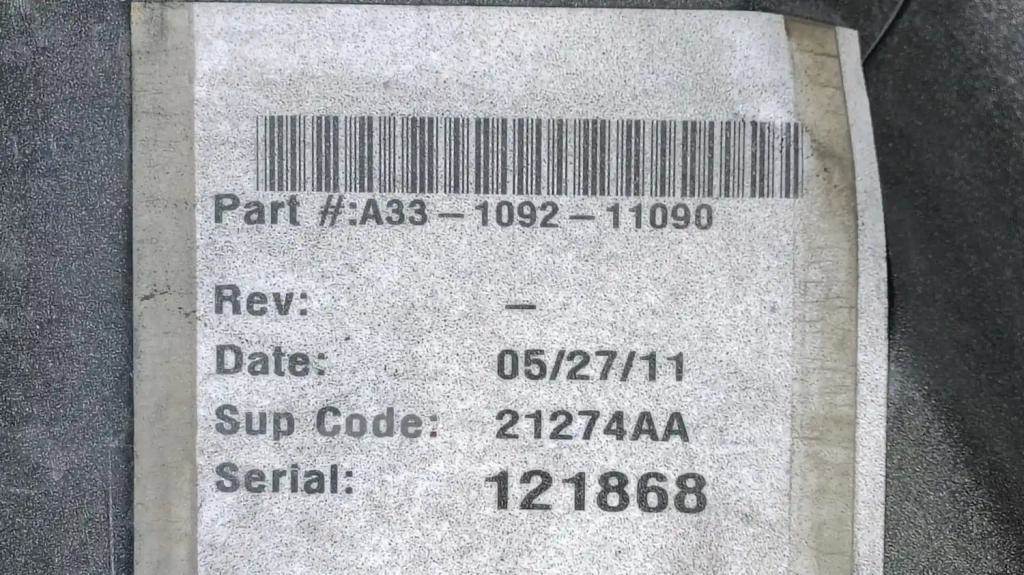 Part #:A33-1092-11090
Rev: -
Date: 05/27/11
Sup Code: 21274AA
Serial: 121868